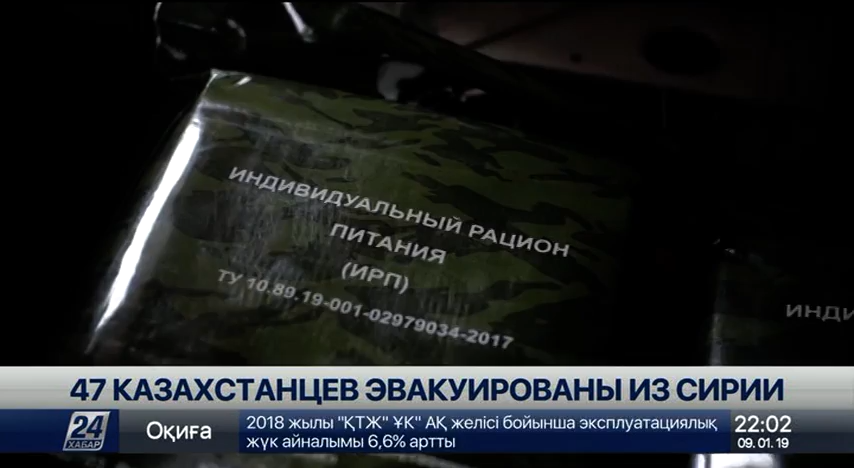 ИНДИВИДУАЛЬНЫЙ РАЦИОН
ПИТАНИЯ
(ИРП)
ТУ 10.89.19-001-02979034-2017
ИНДИ
47 КАЗАХСТАНЦЕВ ЭВАКУИРОВАНЫ ИЗ СИРИИ
24
ХАБАР
Оқиға
2018 жылы "ҚТЖ" ҰК" АҚ желісі бойынша эксплуатациялық
жүк айналымы 6,6% артты
22:02
09.01.19